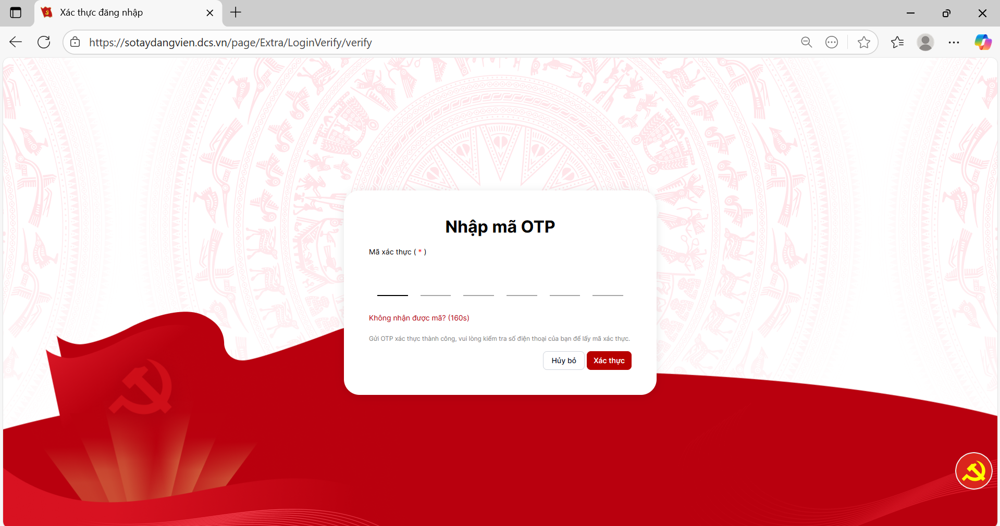 Xác thực đăng nhập
https://sotaydangvien.dcs.vn/page/Extra/LoginVerify/verify
Nhập mã OTP
Mã xác thực ( * )
Không nhận được mã? (160s)
Gửi OTP xác thực thành công, vui lòng kiểm tra số điện thoại của bạn để lấy mã xác thực.
Hủy bỏ
Xác thực